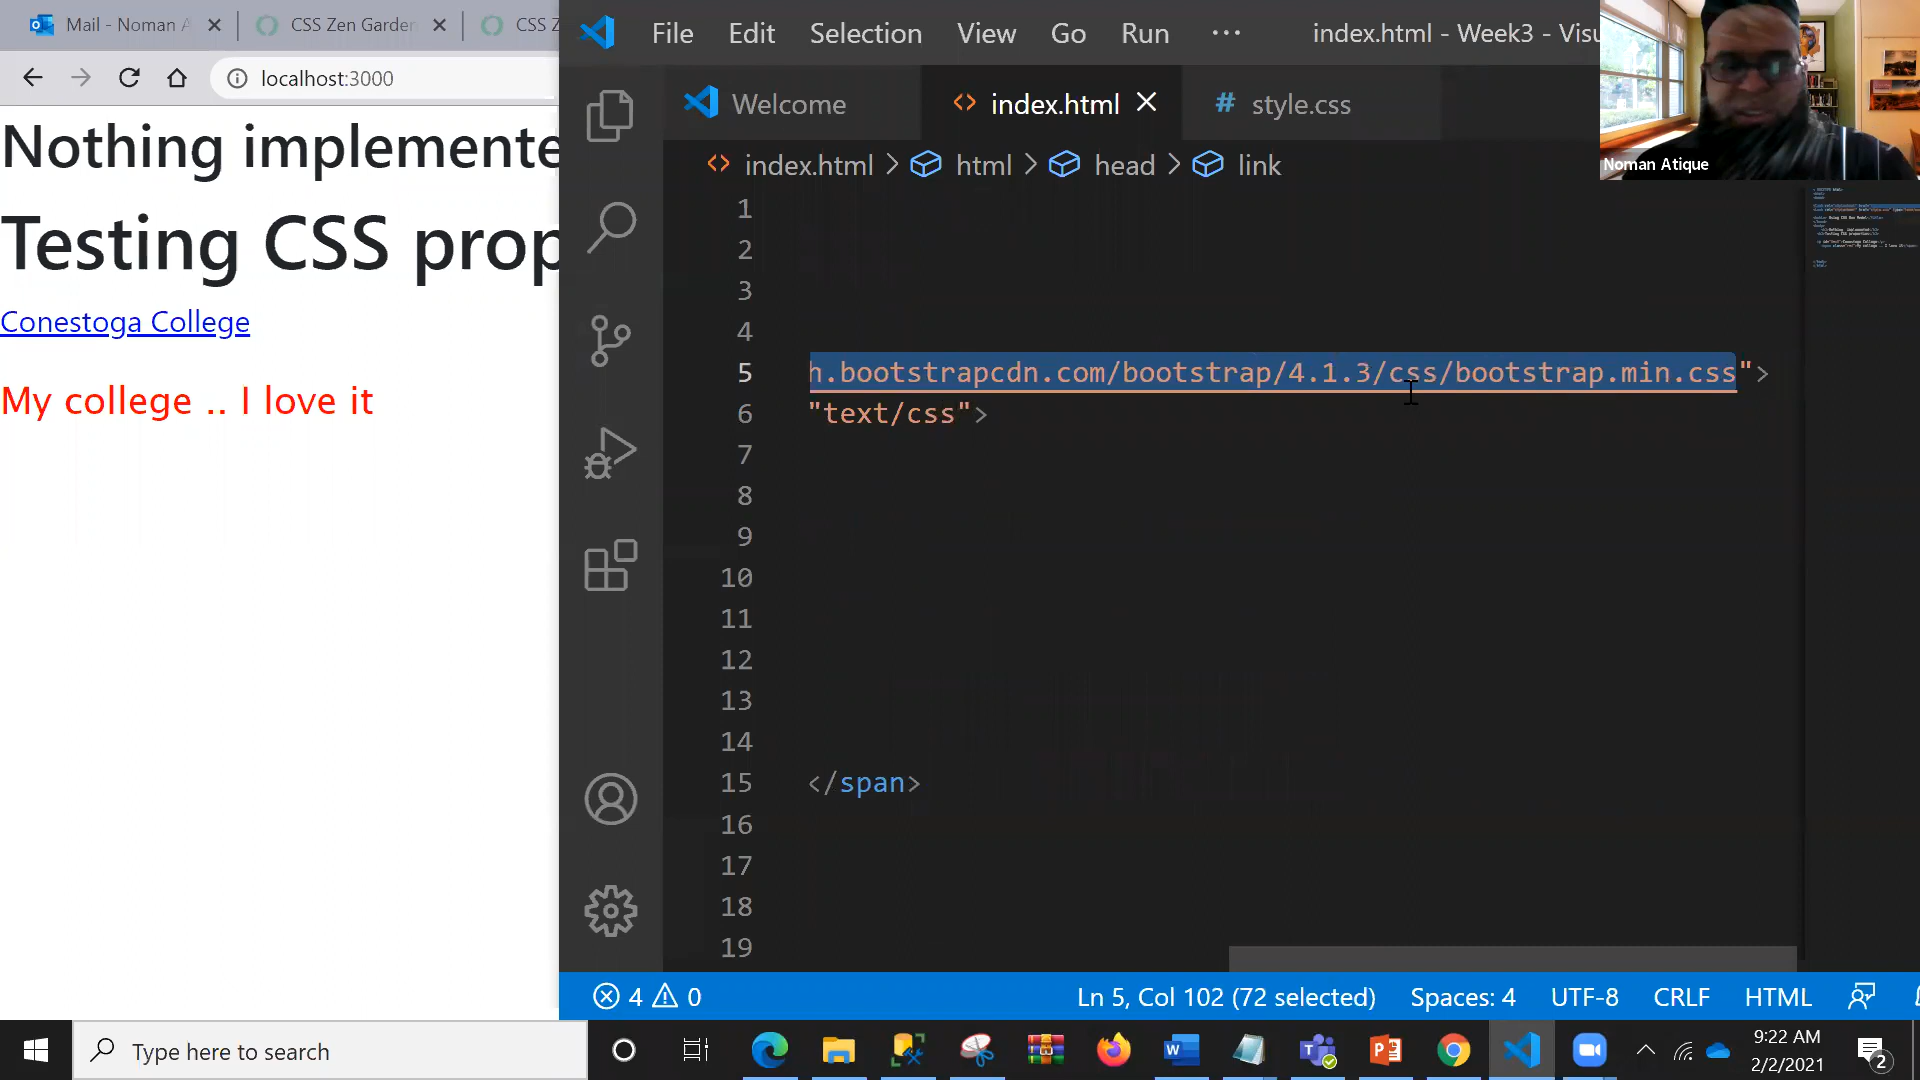 Mail - Noman A
CSS Zen Garden
CSS Z
File Edit Selection View Go Run ··· index.html - Week3 - Visu
localhost:3000
Welcome
index.html
# style.css
index.html > html > head > link
Noman Atique
Nothing implemente
Testing CSS prop
Conestoga College
My college .. I love it
1
2
3
4
5 h.bootstrapcdn.com/bootstrap/4.1.3/css/bootstrap.min.css">
6 "text/css">
7
8
9
10
11
12
13
14
15 </span>
16
17
18
19
4 0 Ln 5, Col 102 (72 selected) Spaces: 4 UTF-8 CRLF HTML
Type here to search
9:22 AM
2/2/2021
2